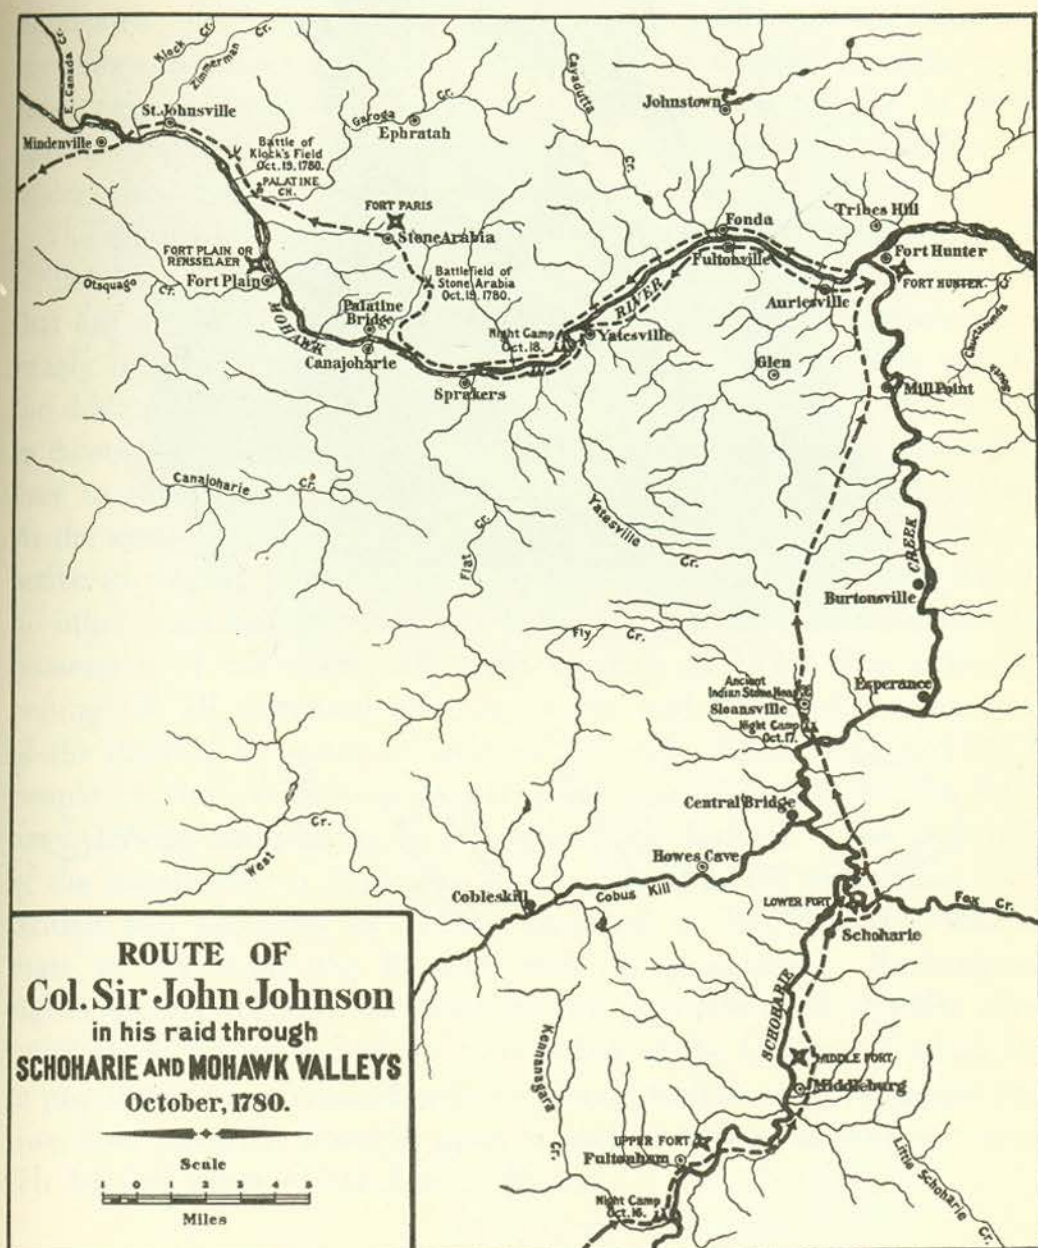 E. Canada Cr.
Klock Cr.
Zimmerman Cr.
Cayadutta Cr.
St. Johnsville
Mindenville
Garoga Cr.
Ephratah
Johnstown
Battle of
Klock's Field
Oct. 19, 1780.
PALATINE
CH.
FORT PARIS
Stone Arabia
Fonda
Tribes Hill
Fultonville
Fort Hunter
FORT HUNTER
FORT PLAIN OR
RENSSELAER
Fort Plain
Otsquago Cr.
Battlefield of
Stone Arabia
Oct. 19, 1780.
Auriesville
Chuctanunda Cr.
South
MOHAWK
RIVER
Palatine
Bridge
Canajoharie
Night Camp
Oct. 18.
Yatesville
Sprakers
Glen
Mill Point
Canajoharie Cr.
Flat Cr.
Yatesville Cr.
CREEK
Burtonsville
Fly Cr.
Ancient
Indian Stone Heap
Sloansville
Night Camp
Oct. 17.
Esperance
Central Bridge
West Cr.
Howes Cave
Cobleskill
Cobus Kill
LOWER FORT
Fox Cr.
Schoharie
SCHOHARIE
Kennanagara Cr.
MIDDLE FORT
Middleburg
UPPER FORT
Fultonham
Little Schoharie Cr.
Night Camp
Oct. 16.
ROUTE OF
Col. Sir John Johnson
in his raid through
SCHOHARIE AND MOHAWK VALLEYS
October, 1780.
Scale
1 0 1 2 3 4 5
Miles